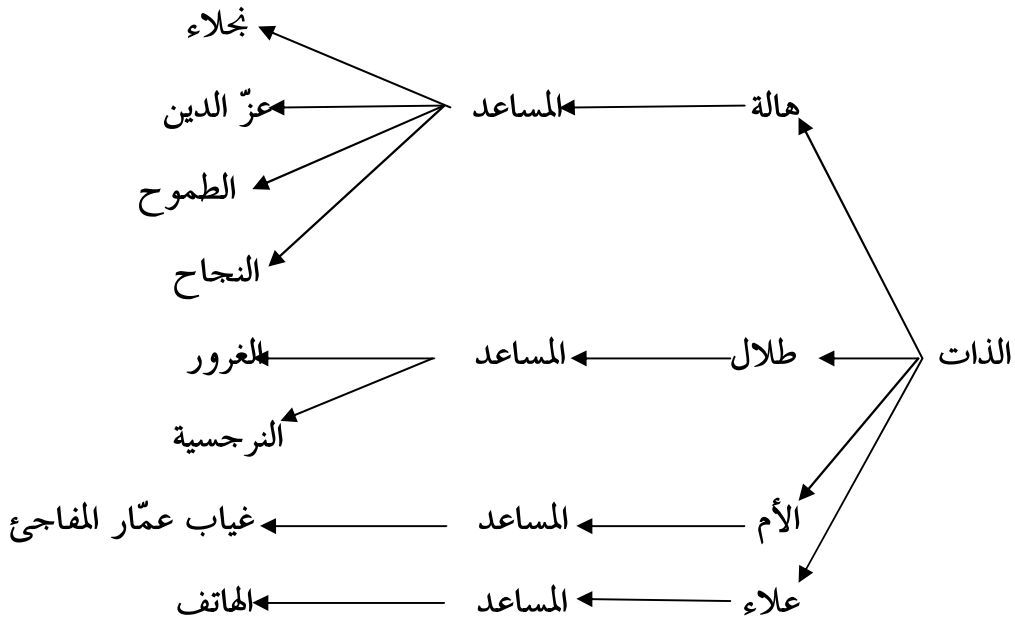 نجلاء
هالة المساعد عزّ الدين
الطموح
النجاح
الذات طلال المساعد الغرور
النرجسية
الأم المساعد غياب عمّار المفاجئ
علاء المساعد الهاتف